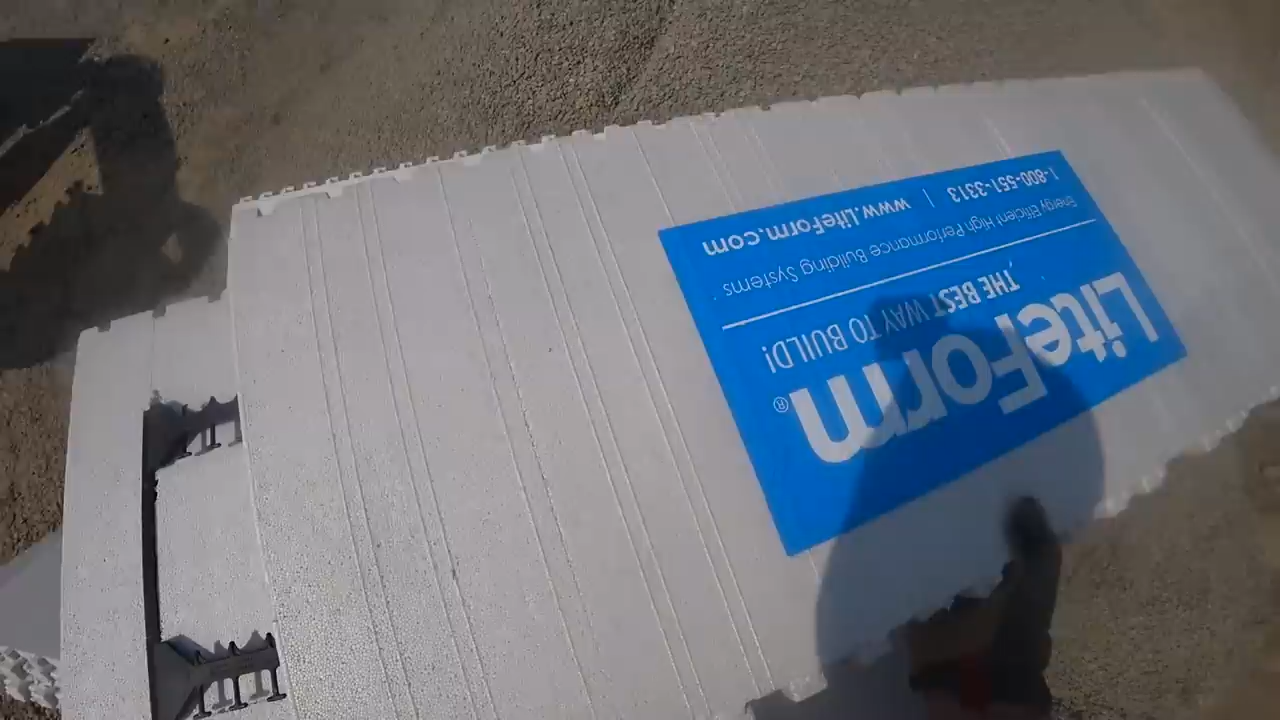 LiteForm®
THE BEST WAY TO BUILD!
Energy Efficient High Performance Building Systems
www.LiteForm.com | 1-800-551-3313